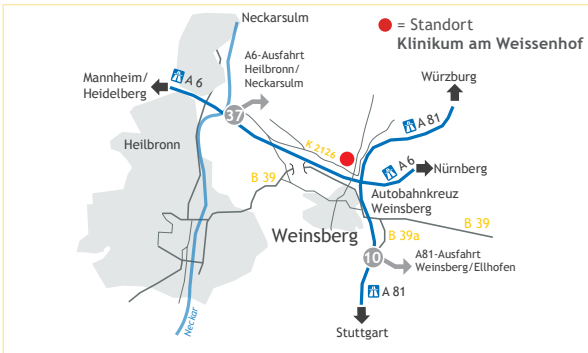 Neckarsulm
= Standort
Klinikum am Weissenhof
A6-Ausfahrt
Heilbronn/
Neckarsulm
Mannheim/
Heidelberg
A 6
Würzburg
37
A 81
K 2126
Heilbronn
B 39
A 6
Nürnberg
Autobahnkreuz
Weinsberg
Weinsberg
B 39
B 39a
10
A81-Ausfahrt
Weinsberg/Ellhofen
A 81
Neckar
Stuttgart